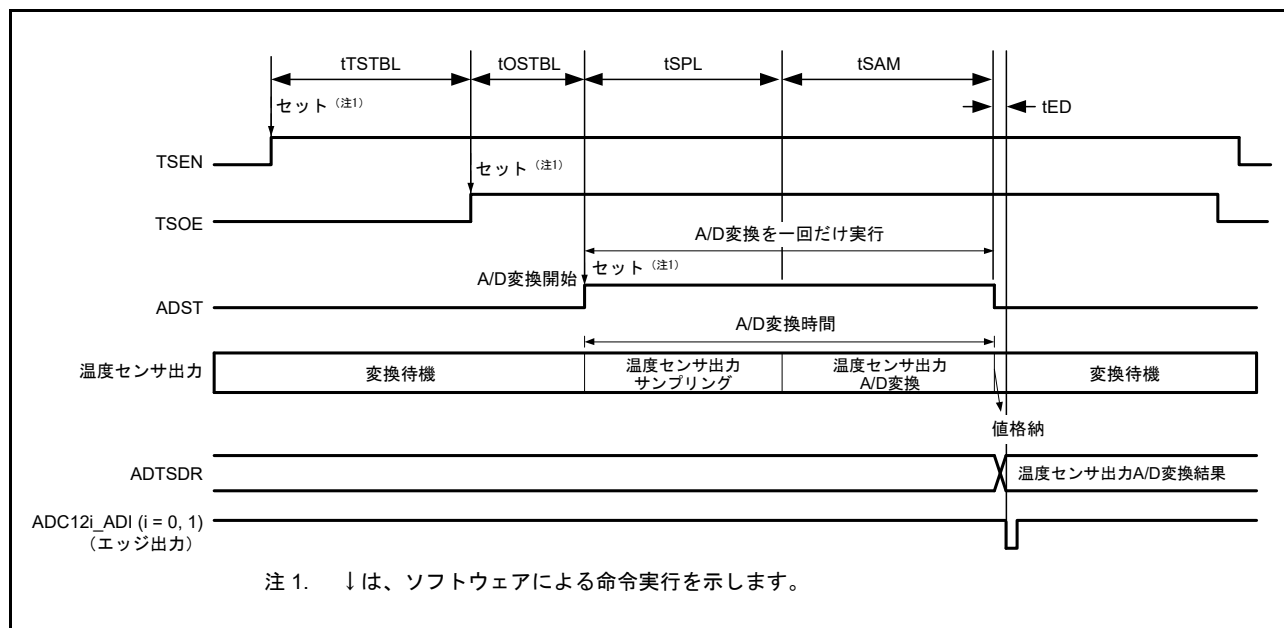 tTSTBL tOSTBL tSPL tSAM
tED
セット（注1）
TSEN
セット（注1）
TSOE
A/D変換を一回だけ実行
A/D変換開始 セット（注1）
ADST
A/D変換時間
温度センサ出力
変換待機
温度センサ出力
サンプリング
温度センサ出力
A/D変換
変換待機
値格納
ADTSDR
温度センサ出力A/D変換結果
ADC12i_ADI (i = 0, 1)
（エッジ出力）
注 1. ↓は、ソフトウェアによる命令実行を示します。